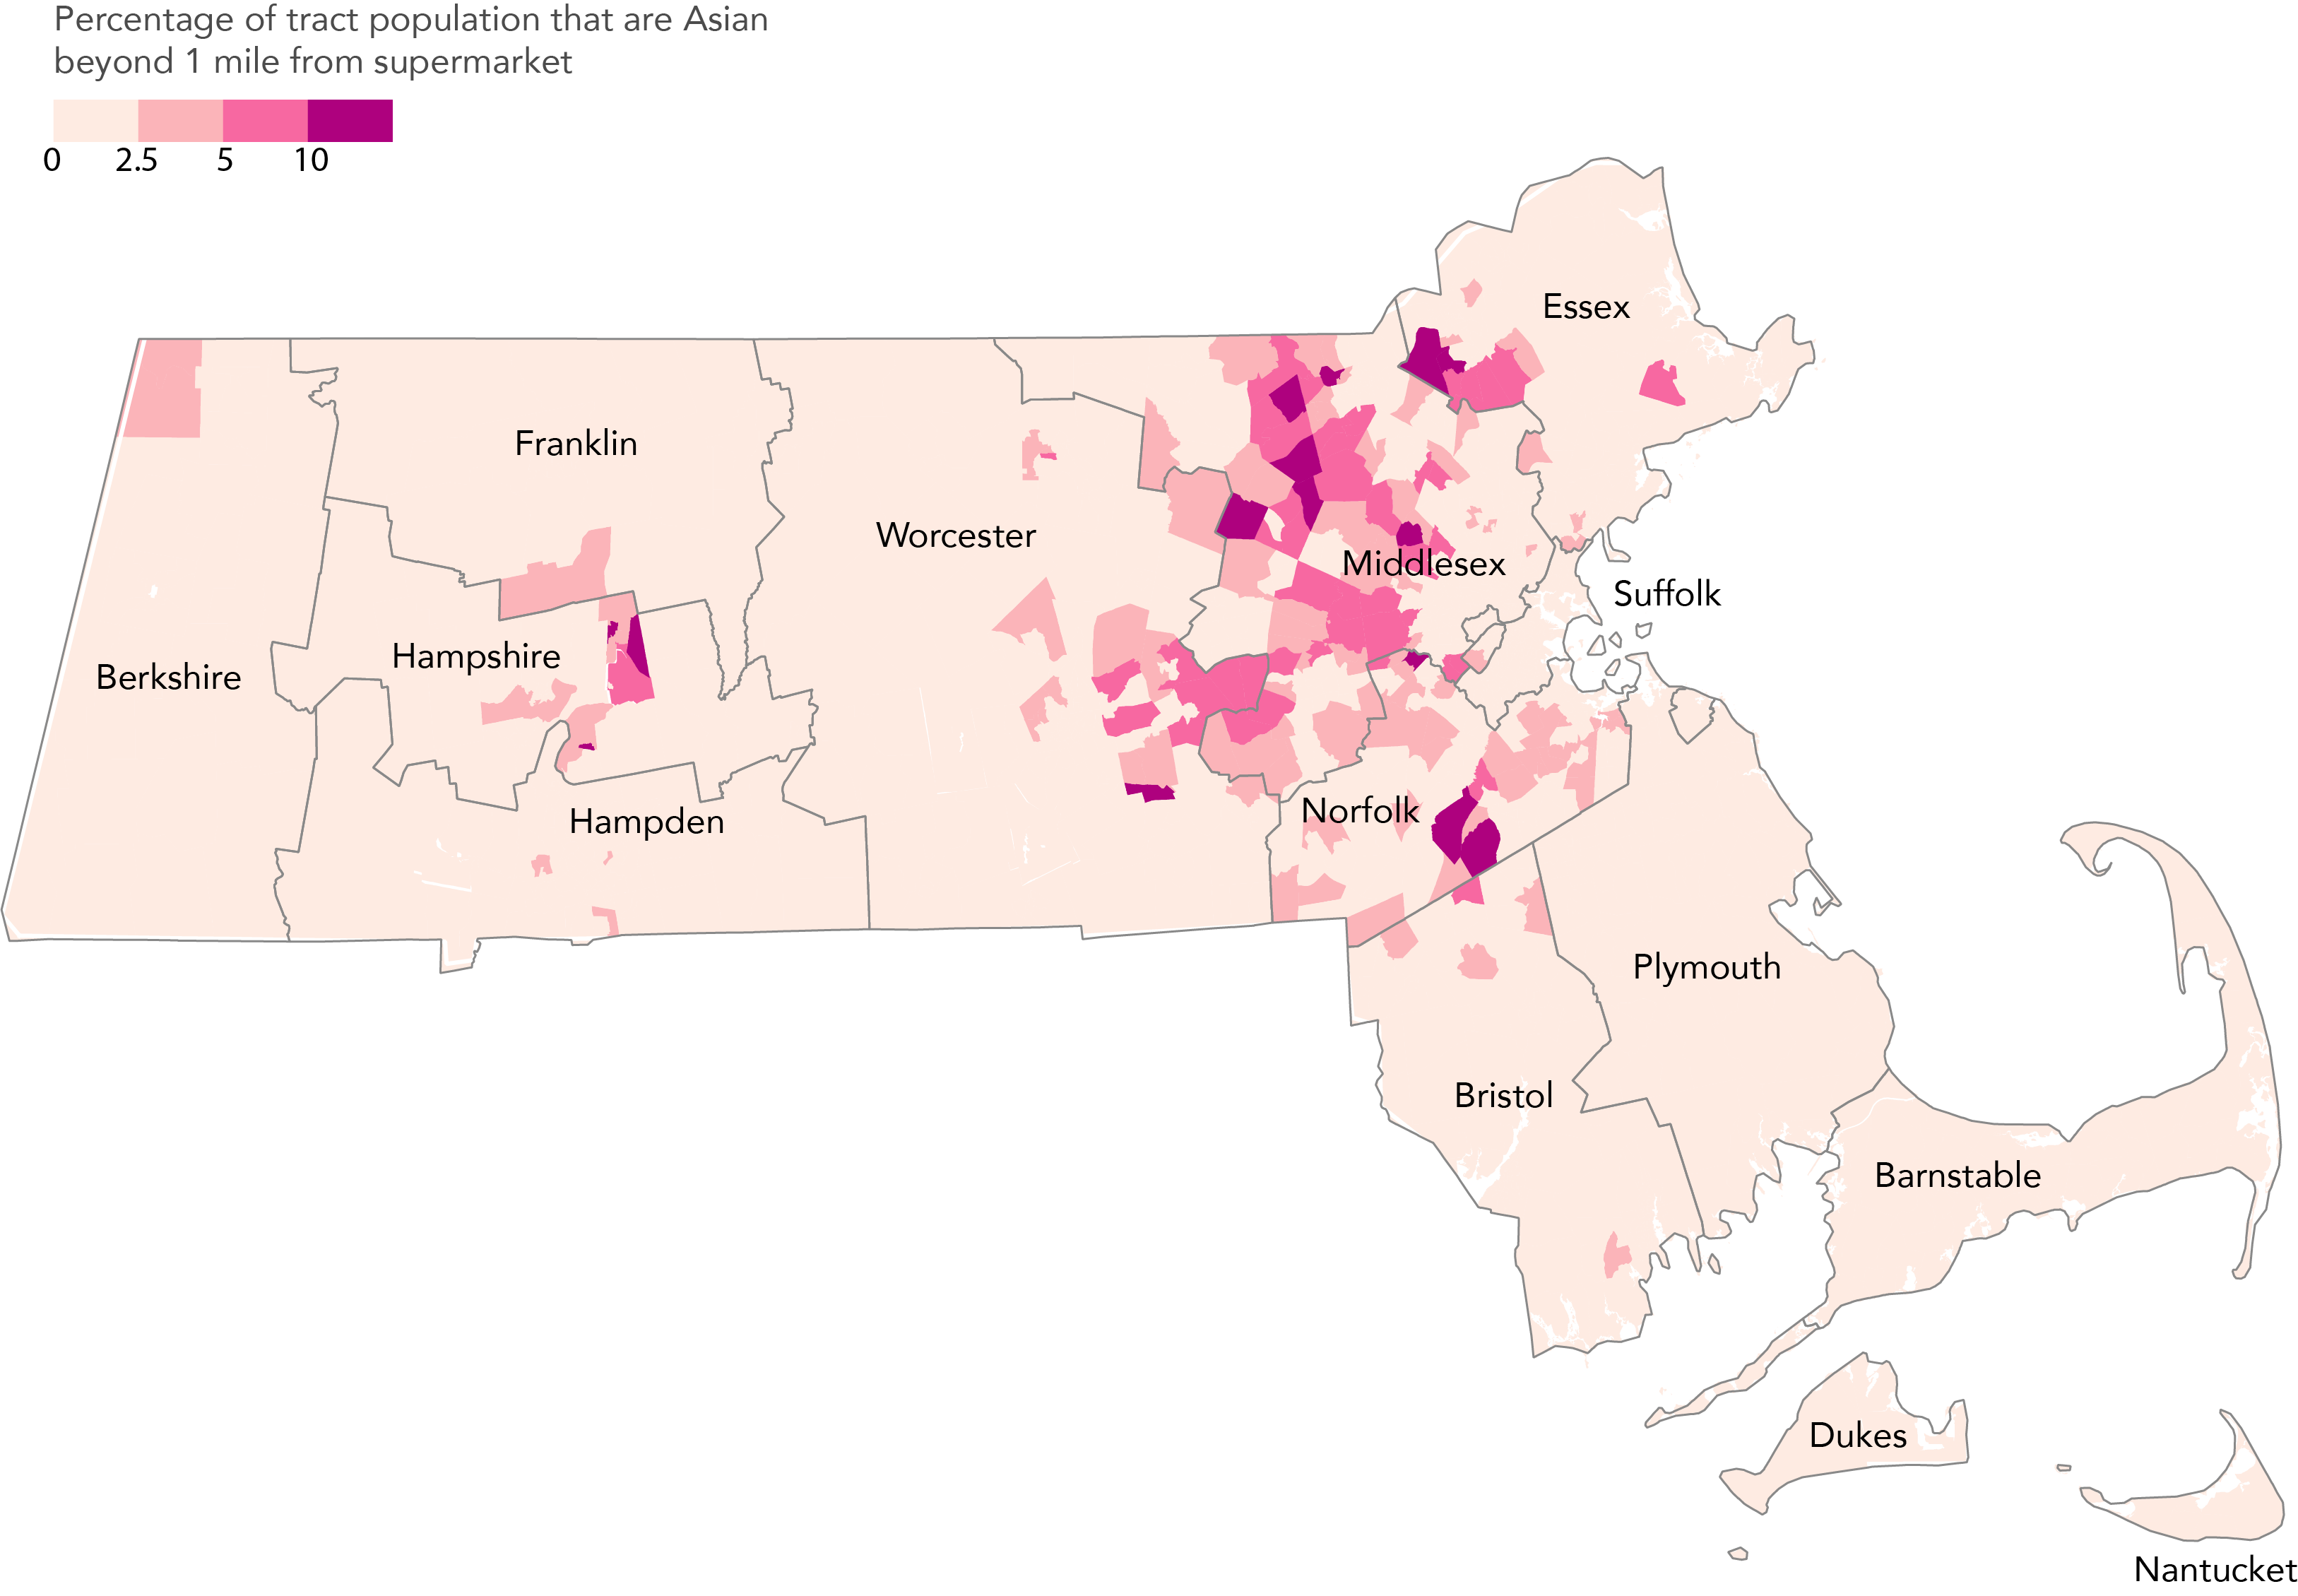 Percentage of tract population that are Asian
beyond 1 mile from supermarket
0 2.5 5 10
Essex
Franklin
Worcester
Middlesex
Suffolk
Hampshire
Berkshire
Norfolk
Hampden
Plymouth
Bristol
Barnstable
Dukes
Nantucket